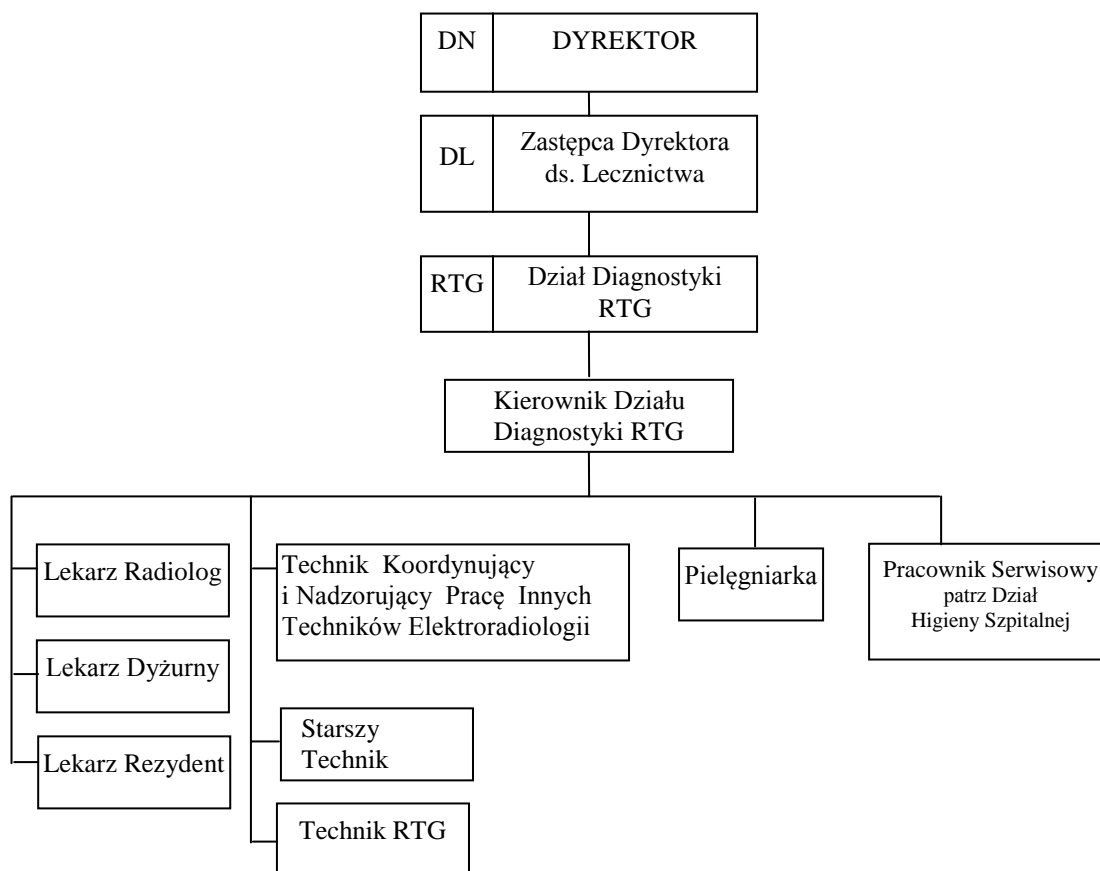 DN DYREKTOR
DL Zastępca Dyrektora
ds. Lecznictwa
RTG Dział Diagnostyki
RTG
Kierownik Działu
Diagnostyki RTG
Lekarz Radiolog
Lekarz Dyżurny
Lekarz Rezydent
Technik Koordynujący
i Nadzorujący Pracę Innych
Techników Elektroradiologii
Starszy
Technik
Technik RTG
Pielęgniarka
Pracownik Serwisowy
patrz Dział
Higieny Szpitalnej